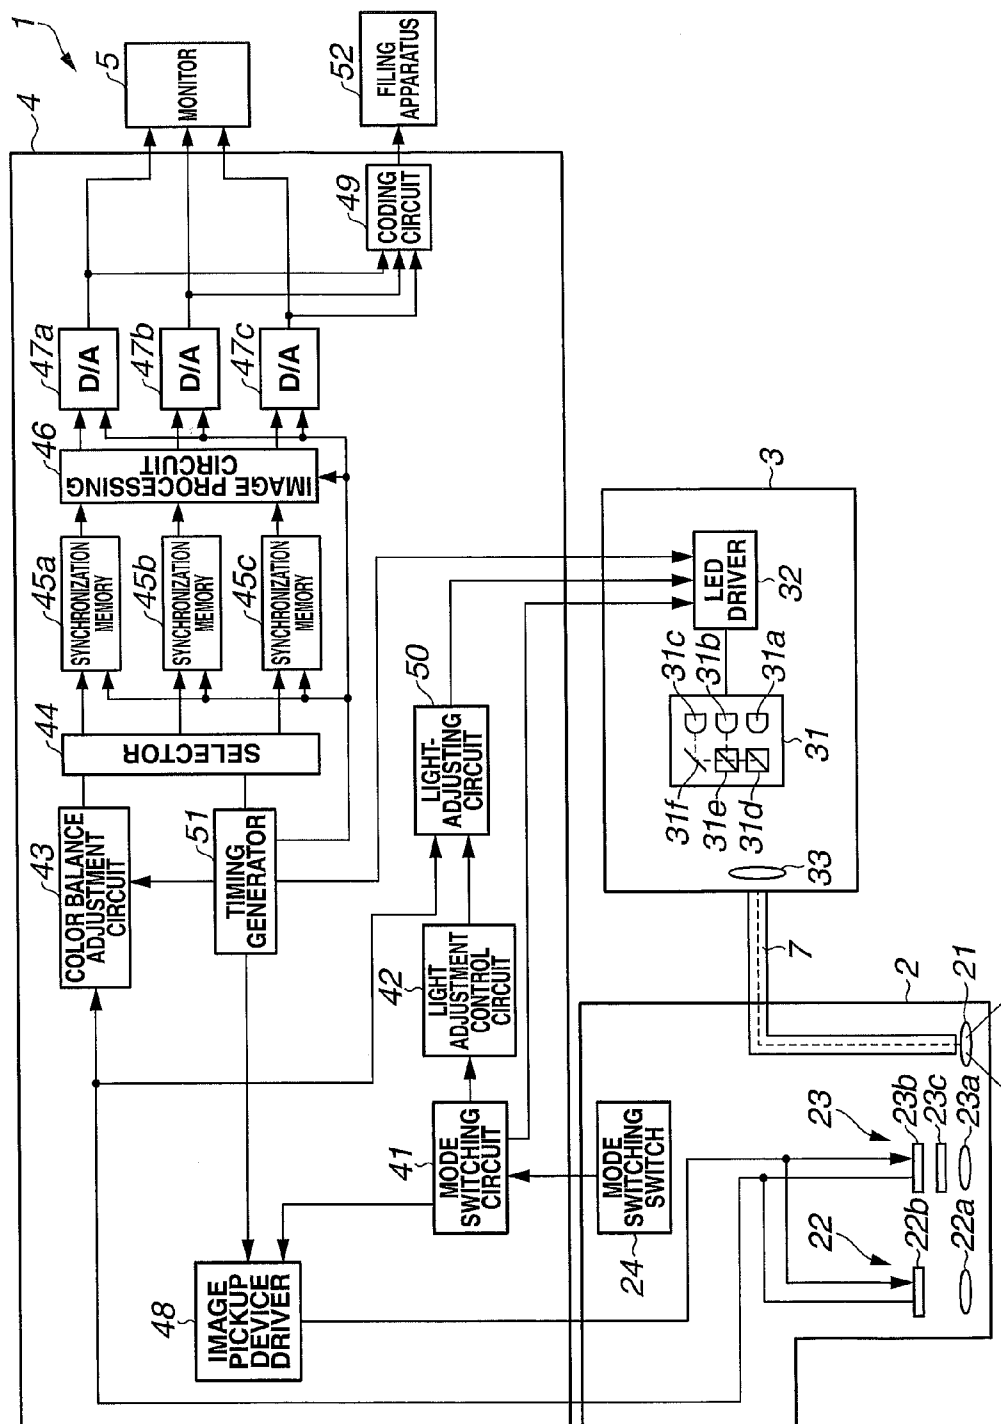 1
4
5
MONITOR
52
FILING
APPARATUS
49
CODING
CIRCUIT
47a
D/A
47b
D/A
47c
D/A
46
IMAGE PROCESSING
CIRCUIT
45a
SYNCHRONIZATION
MEMORY
45b
SYNCHRONIZATION
MEMORY
45c
SYNCHRONIZATION
MEMORY
44
SELECTOR
43
COLOR BALANCE
ADJUSTMENT
CIRCUIT
51
TIMING
GENERATOR
50
LIGHT-
ADJUSTING
CIRCUIT
42
LIGHT
ADJUSTMENT
CONTROL
CIRCUIT
41
MODE
SWITCHING
CIRCUIT
48
IMAGE
PICKUP
DEVICE
DRIVER
24
MODE
SWITCHING
SWITCH
3
LED
DRIVER
32
31c
31b
31a
31
31f
31e
31d
33
7
2
21
23
23b
23c
23a
22
22b
22a